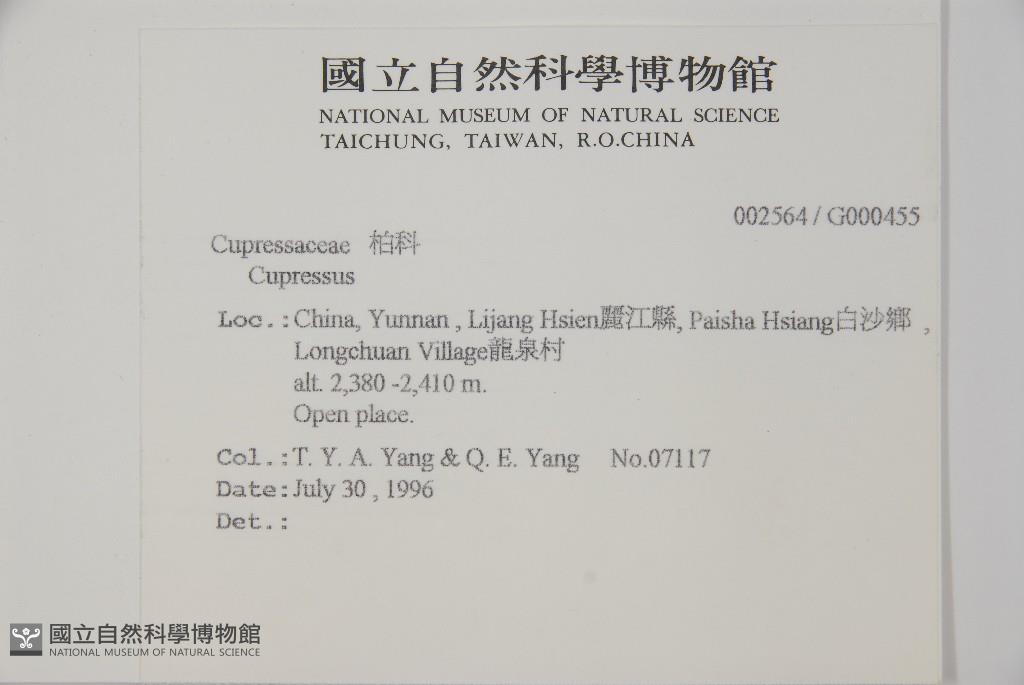 國立自然科學博物館
NATIONAL MUSEUM OF NATURAL SCIENCE
TAICHUNG, TAIWAN, R.O.CHINA
002564 / G000455
Cupressaceae 柏科
Cupressus
Loc.:China, Yunnan , Lijang Hsien麗江縣, Paisha Hsiang白沙鄉 ,
Longchuan Village龍泉村
alt. 2,380 -2,410 m.
Open place.
Col.:T. Y. A. Yang & Q. E. Yang No.07117
Date:July 30 , 1996
Det.:
國立自然科學博物館
NATIONAL MUSEUM OF NATURAL SCIENCE